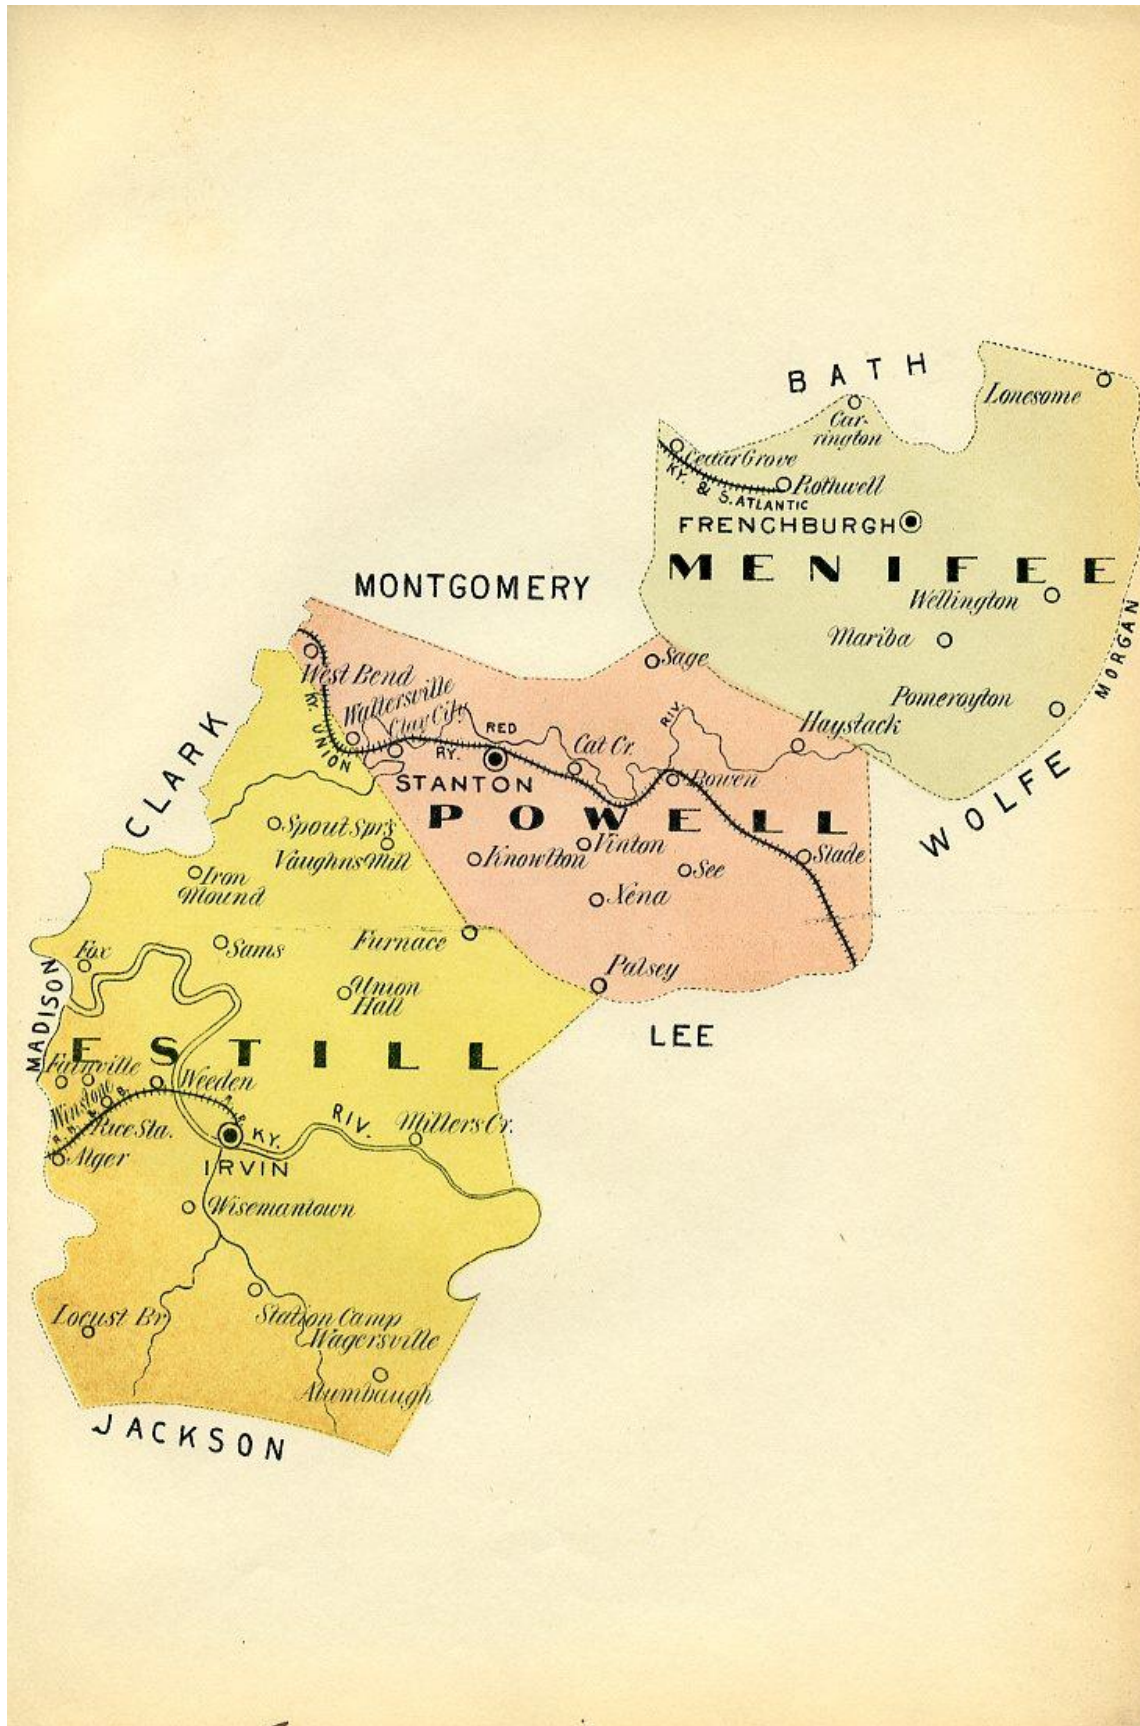 BATH
Lonesome
Car-
rington
Cedar Grove
Rothwell
KY. & S. ATLANTIC
FRENCHBURGH
MENIFEE
MONTGOMERY
Wellington
Mariba
MORGAN
Sage
West Bend
Pomeroyton
Waltersville
Clay City
RED
RIV.
Haystack
CLARK
KY. UNION
RY.
Cat Cr.
STANTON
Bowen
WOLFE
POWELL
Spout Sprs
Vinton
Vaughns Mill
Knowlton
Slade
See
Iron
Mound
Xena
Furnace
Fox
Sams
Palsey
Union
Hall
MADISON
LEE
ESTILL
Weeden
Winstone
Rice Sta.
KY.
RIV.
Millers Cr.
Alger
IRVIN
Wisemantown
Locust Br.
Station Camp
Wagersville
Alumbaugh
JACKSON